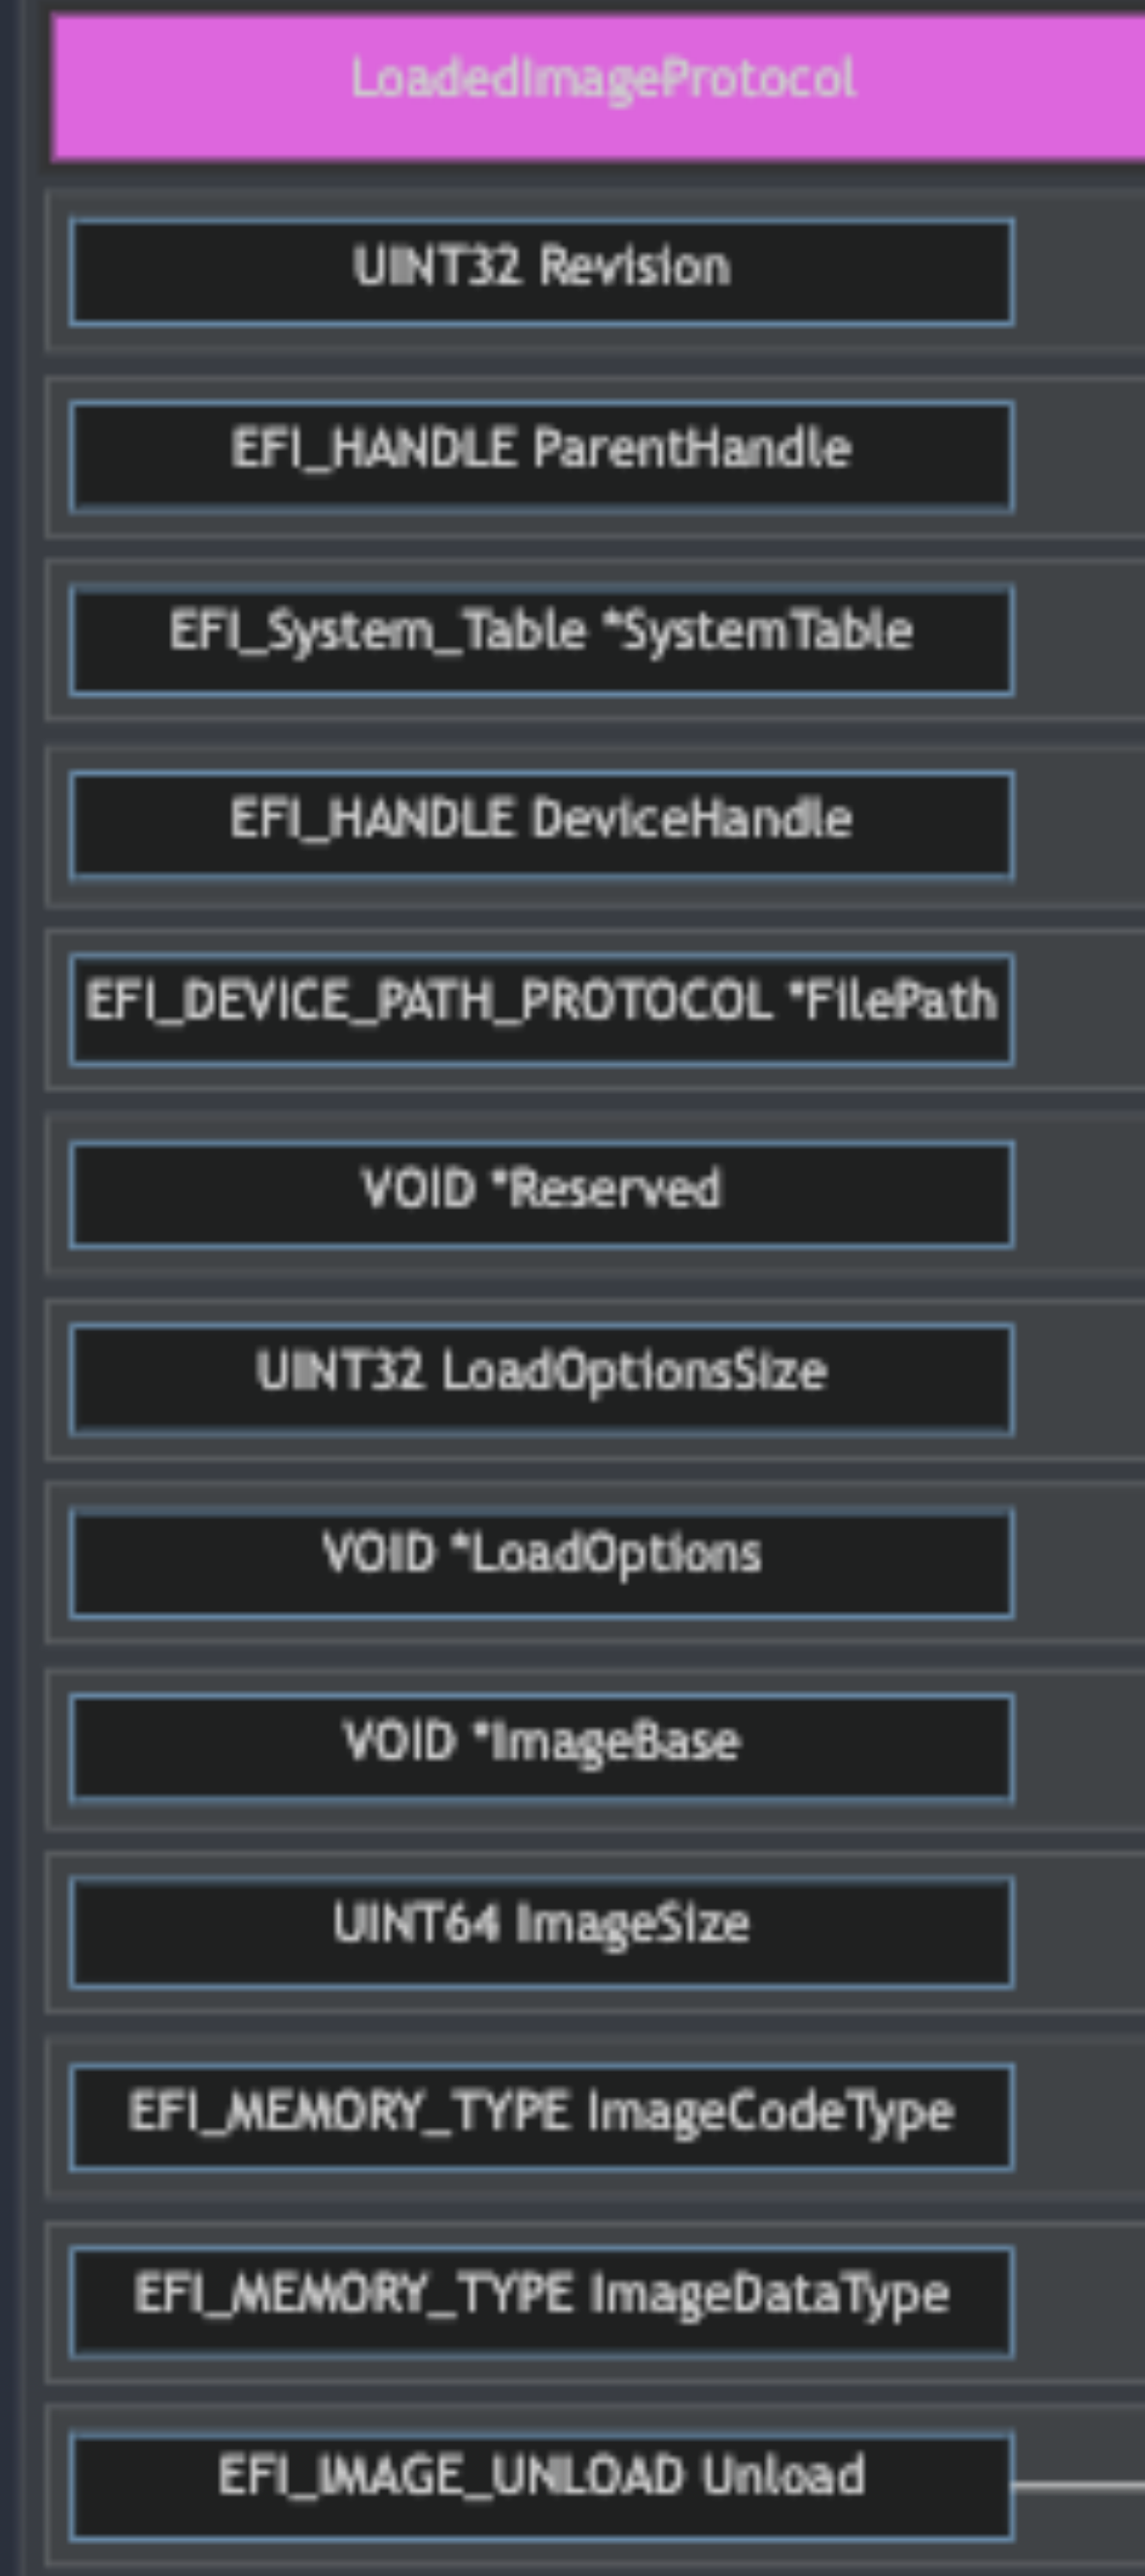 LoadedImageProtocol
UINT32 Revision
EFI_HANDLE ParentHandle
EFI_System_Table *SystemTable
EFI_HANDLE DeviceHandle
EFI_DEVICE_PATH_PROTOCOL *FilePath
VOID *Reserved
UINT32 LoadOptionsSize
VOID *LoadOptions
VOID *ImageBase
UINT64 ImageSize
EFI_MEMORY_TYPE ImageCodeType
EFI_MEMORY_TYPE ImageDataType
EFI_IMAGE_UNLOAD Unload